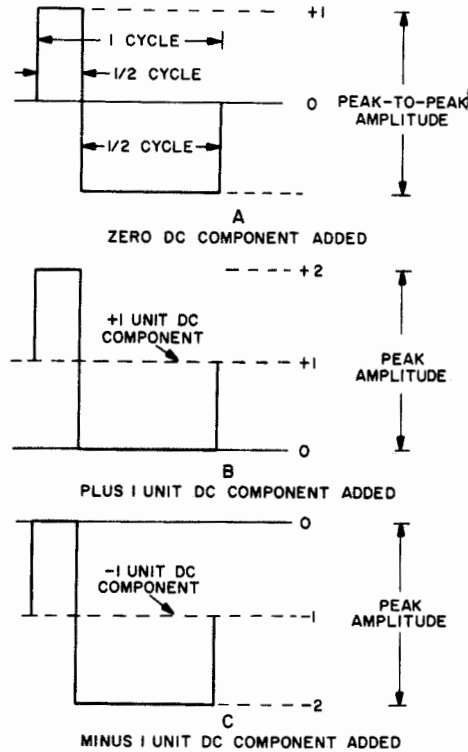 +1
1 CYCLE
1/2 CYCLE
0
PEAK-TO-PEAK
AMPLITUDE
1/2 CYCLE
A
ZERO DC COMPONENT ADDED
+2
+1 UNIT DC
COMPONENT
+1
PEAK
AMPLITUDE
0
B
PLUS 1 UNIT DC COMPONENT ADDED
0
-1 UNIT DC
COMPONENT
-1
PEAK
AMPLITUDE
-2
C
MINUS 1 UNIT DC COMPONENT ADDED